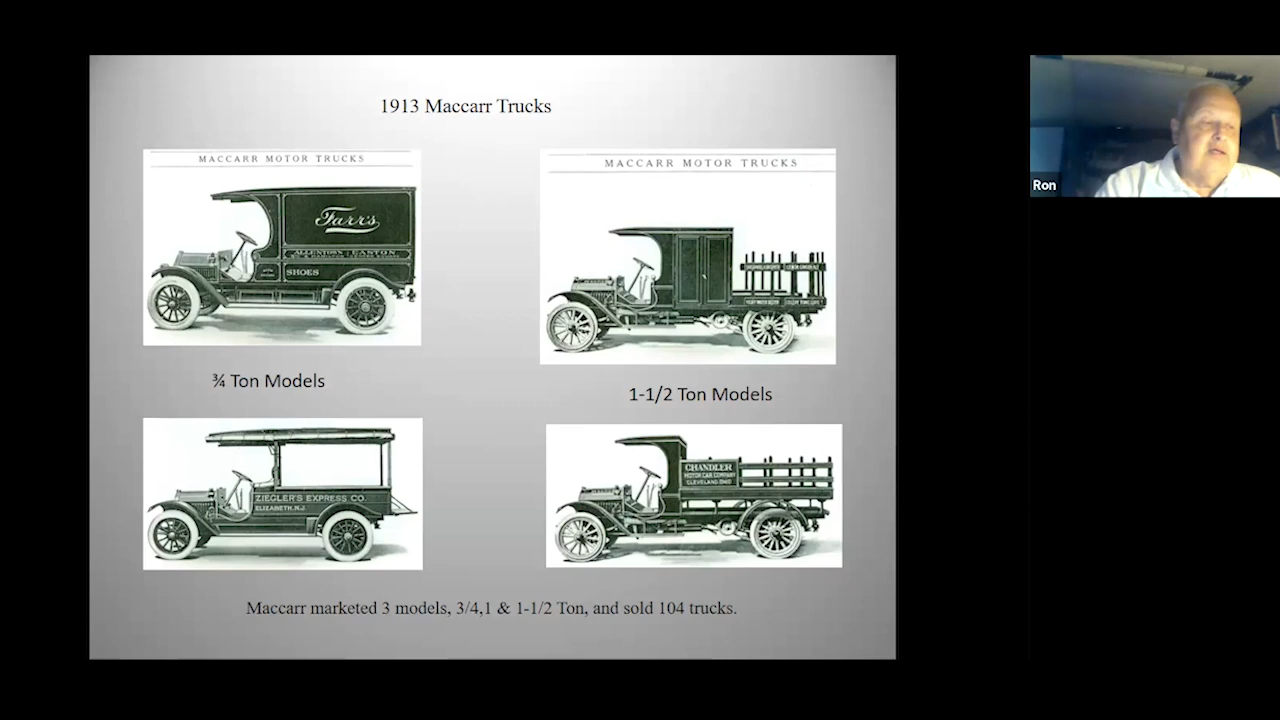 1913 Maccarr Trucks
MACCARR MOTOR TRUCKS
MACCARR MOTOR TRUCKS
Farr's
ALLENTOWN EASTON
SHOES
¾ Ton Models
1-1/2 Ton Models
ZIEGLER'S EXPRESS CO.
ELIZABETH, N.J.
CHANDLER
MOTOR CAR COMPANY
CLEVELAND, OHIO
Maccarr marketed 3 models, 3/4,1 & 1-1/2 Ton, and sold 104 trucks.
Ron